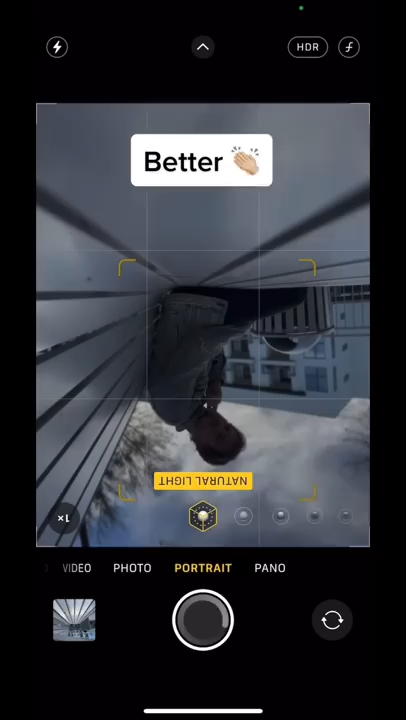 HDR
Better 👏🏼
NATURAL LIGHT
1×
VIDEO PHOTO PORTRAIT PANO